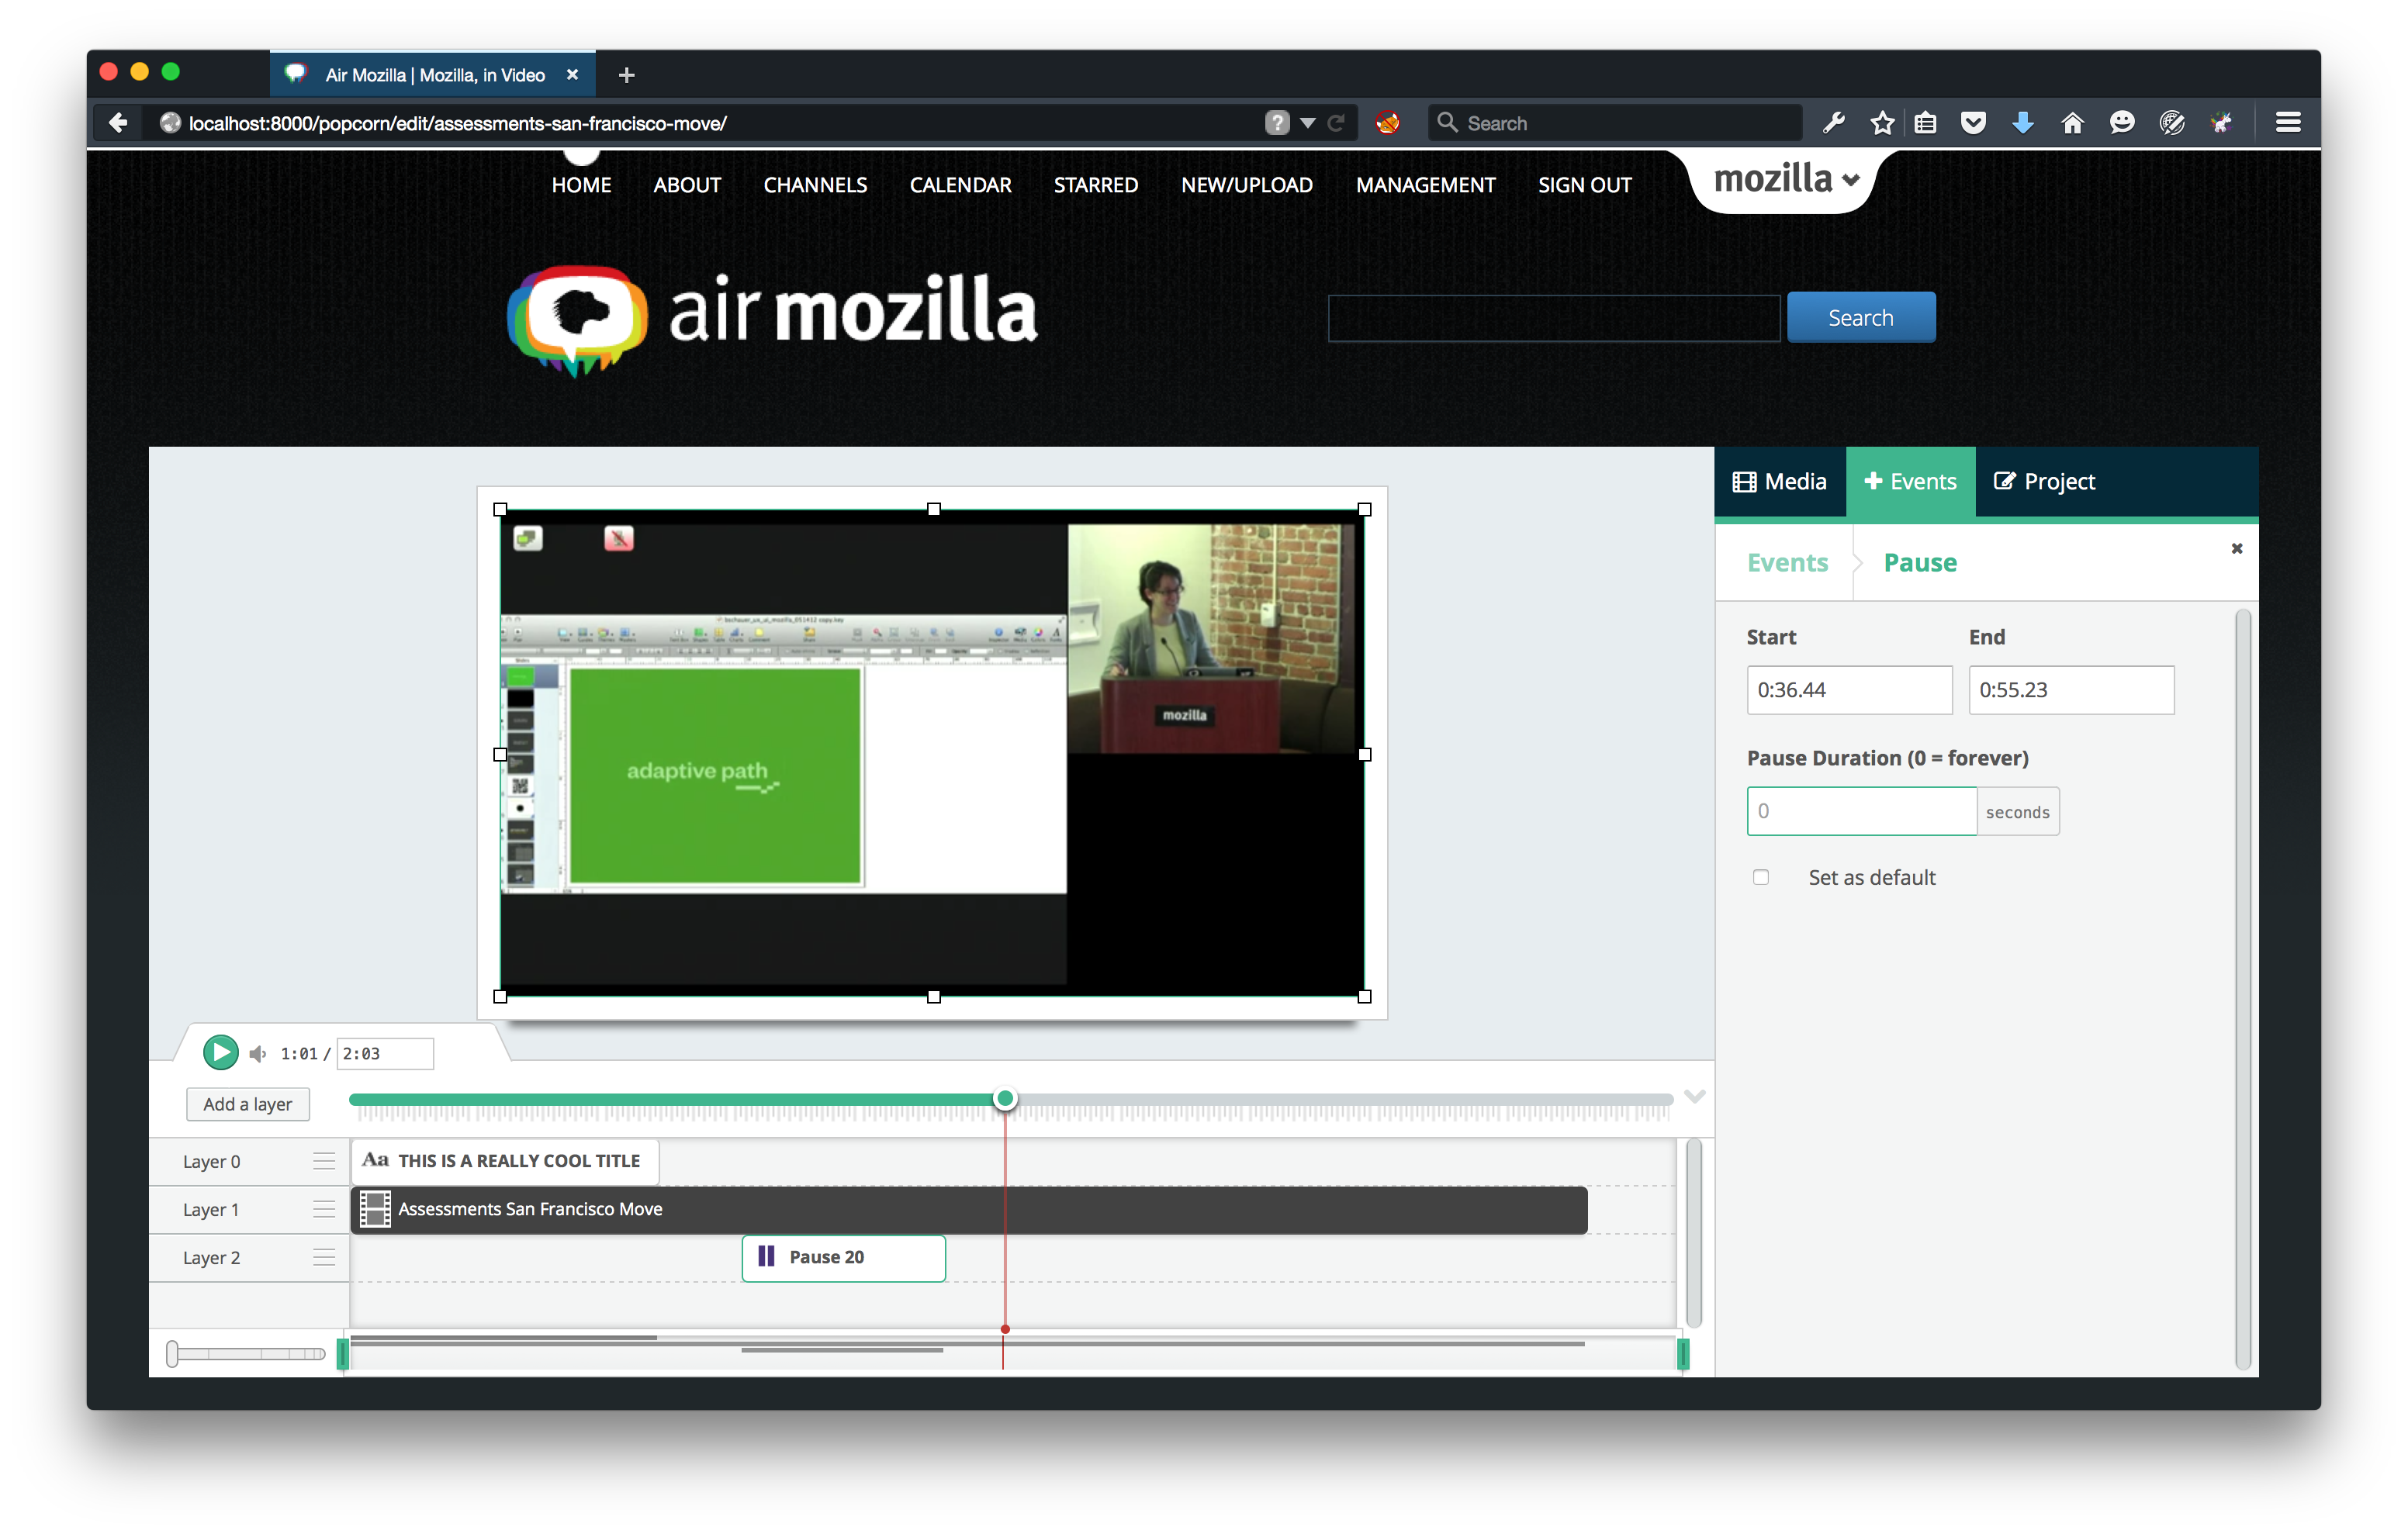 Air Mozilla | Mozilla, in Video
localhost:8000/popcorn/edit/assessments-san-francisco-move/
Search
HOME ABOUT CHANNELS CALENDAR STARRED NEW/UPLOAD MANAGEMENT SIGN OUT
mozilla
air mozilla
Search
Media Events Project
Events Pause
Start End
0:36.44 0:55.23
Pause Duration (0 = forever)
0 seconds
Set as default
bschauer_ux_ui_mozilla_051412 copy.key
adaptive path
mozilla
1:01 / 2:03
Add a layer
Layer 0 Aa THIS IS A REALLY COOL TITLE
Layer 1 Assessments San Francisco Move
Layer 2 Pause 20